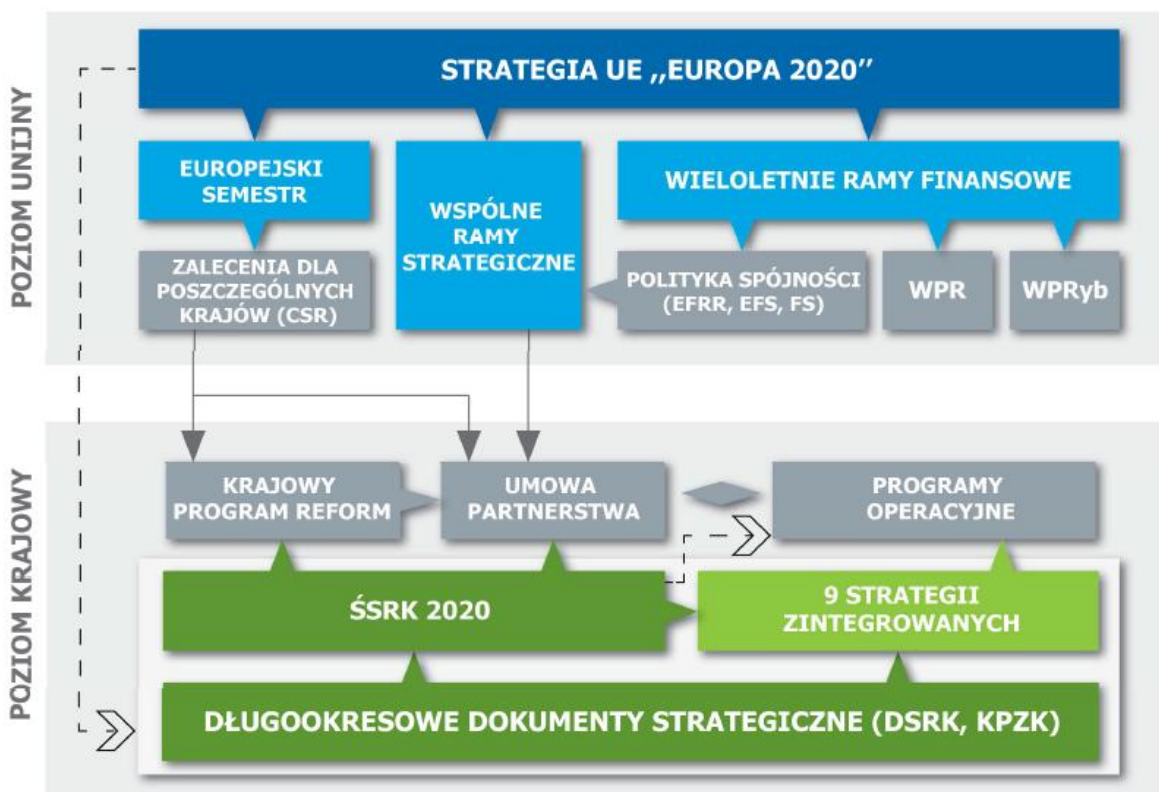 POZIOM UNIJNY
STRATEGIA UE „EUROPA 2020”
EUROPEJSKI
SEMESTR
WSPÓLNE
RAMY
STRATEGICZNE
WIELOLETNIE RAMY FINANSOWE
ZALECENIA DLA
POSZCZEGÓLNYCH
KRAJÓW (CSR)
POLITYKA SPÓJNOŚCI
(EFRR, EFS, FS)
WPR
WPRyb
POZIOM KRAJOWY
KRAJOWY
PROGRAM REFORM
UMOWA
PARTNERSTWA
PROGRAMY
OPERACYJNE
ŚSRK 2020
9 STRATEGII
ZINTEGROWANYCH
DŁUGOOKRESOWE DOKUMENTY STRATEGICZNE (DSRK, KPZK)